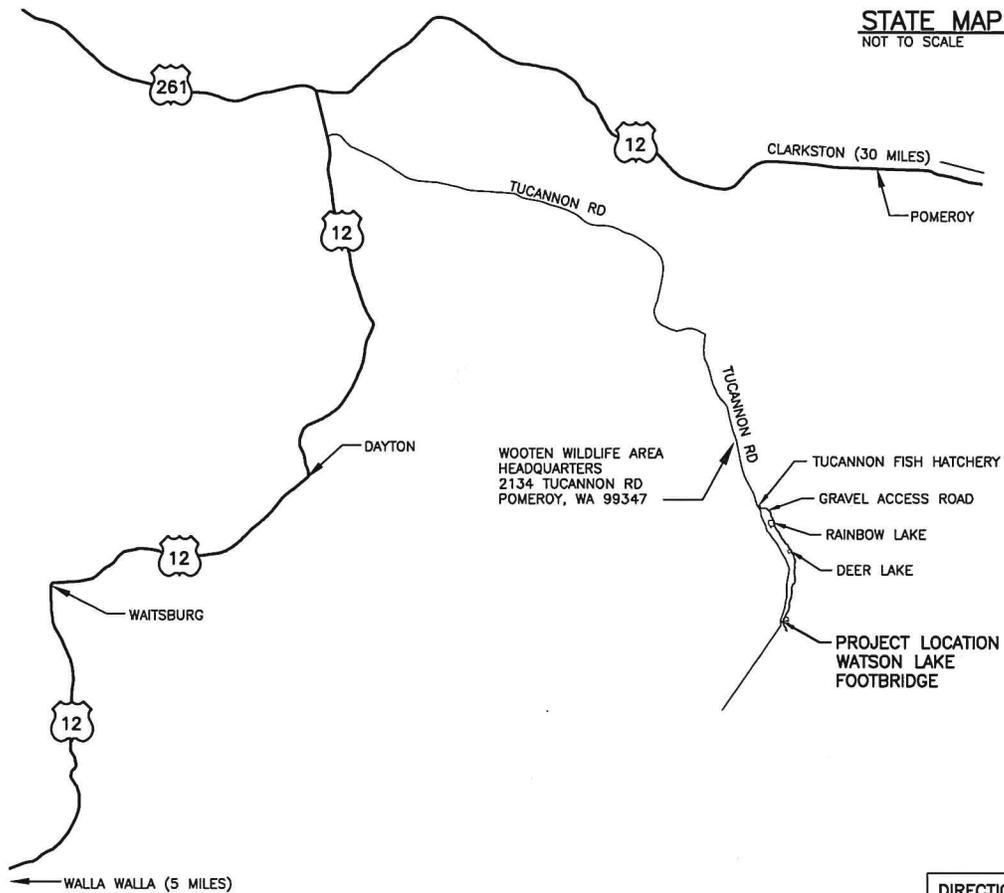 STATE MAP
NOT TO SCALE
261
12
CLARKSTON (30 MILES)
POMEROY
TUCANNON RD
12
TUCANNON RD
DAYTON
WOOTEN WILDLIFE AREA
HEADQUARTERS
2134 TUCANNON RD
POMEROY, WA 99347
TUCANNON FISH HATCHERY
GRAVEL ACCESS ROAD
RAINBOW LAKE
DEER LAKE
12
WAITSBURG
PROJECT LOCATION
WATSON LAKE
FOOTBRIDGE
12
WALLA WALLA (5 MILES)